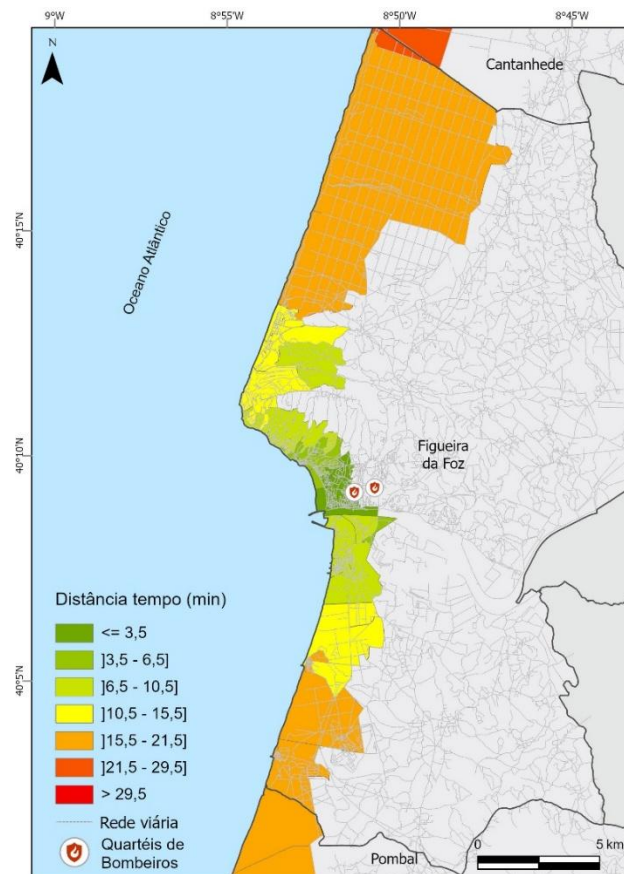 9°W
8°55'W
8°50'W
8°45'W
N
Cantanhede
40°15'N
Oceano Atlântico
40°10'N
Figueira
da Foz
Distância tempo (min)
<= 3,5
]3,5 - 6,5]
]6,5 - 10,5]
]10,5 - 15,5]
]15,5 - 21,5]
]21,5 - 29,5]
> 29,5
Rede viária
Quartéis de
Bombeiros
40°5'N
Pombal
0
5 km